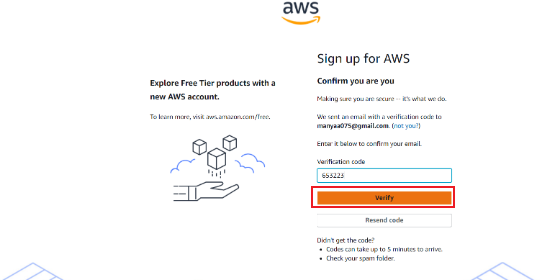 aws
Sign up for AWS
Explore Free Tier products with a
new AWS account.
To learn more, visit aws.amazon.com/free.
Confirm you are you
Making sure you are secure -- it's what we do.
We sent an email with a verification code to
manyaa075@gmail.com. (not you?)
Enter it below to confirm your email.
Verification code
653223
Verify
Resend code
Didn't get the code?
• Codes can take up to 5 minutes to arrive.
• Check your spam folder.